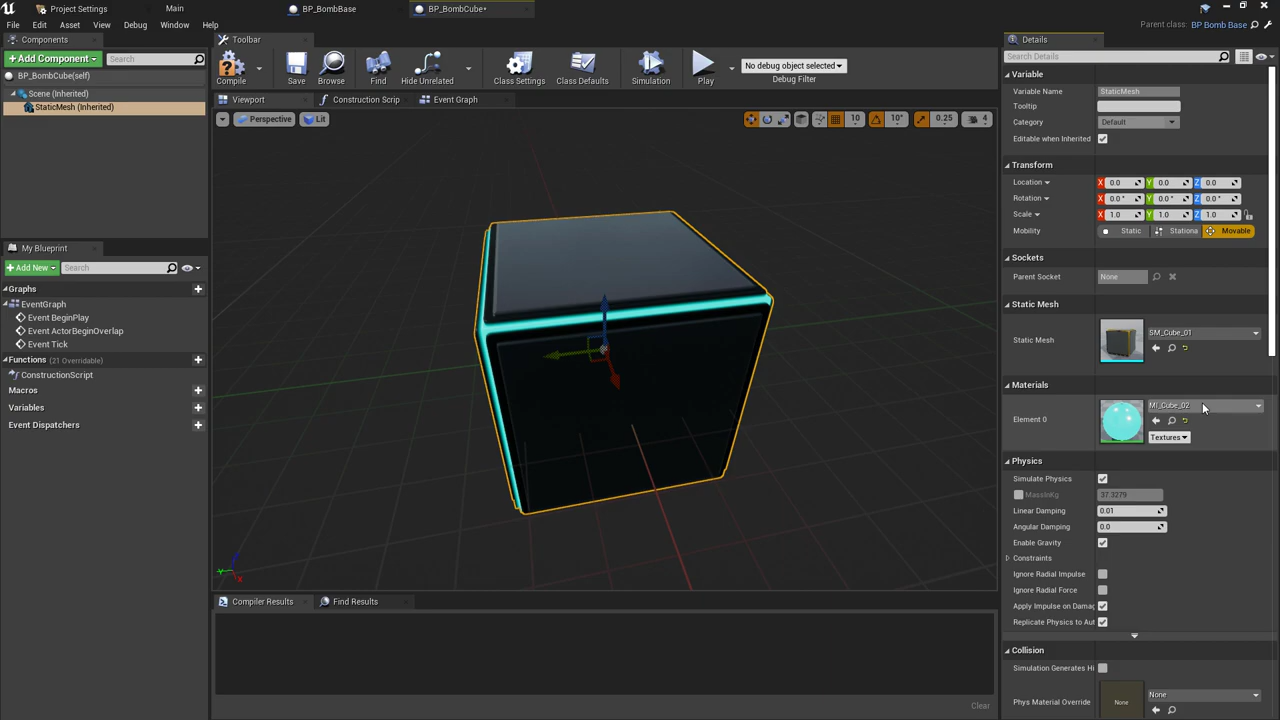 Project Settings
Main
BP_BombBase
BP_BombCube•
File Edit Asset View Debug Window Help
Parent class: BP Bomb Base
Components
Add Component
Search
BP_BombCube(self)
Scene (Inherited)
StaticMesh (Inherited)
My Blueprint
Add New
Search
Graphs
EventGraph
Event BeginPlay
Event ActorBeginOverlap
Event Tick
Functions (21 Overridable)
ConstructionScript
Macros
Variables
Event Dispatchers
Toolbar
Compile Save Browse Find Hide Unrelated Class Settings Class Defaults Simulation Play
No debug object selected
Debug Filter
Viewport Construction Scrip Event Graph
Perspective Lit
10 10° 0.25 4
Z
Y
X
Compiler Results Find Results
Clear
Details
Search Details
Variable
Variable Name StaticMesh
Tooltip
Category Default
Editable when Inherited
Transform
Location X 0.0 Y 0.0 Z 0.0
Rotation X 0.0° Y 0.0° Z 0.0°
Scale X 1.0 Y 1.0 Z 1.0
Mobility Static Stationa Movable
Sockets
Parent Socket None
Static Mesh
Static Mesh SM_Cube_01
Materials
Element 0 MI_Cube_02
Textures
Physics
Simulate Physics
MassInKg 37.3279
Linear Damping 0.01
Angular Damping 0.0
Enable Gravity
Constraints
Ignore Radial Impulse
Ignore Radial Force
Apply Impulse on Damag
Replicate Physics to Aut
Collision
Simulation Generates Hi
Phys Material Override None None